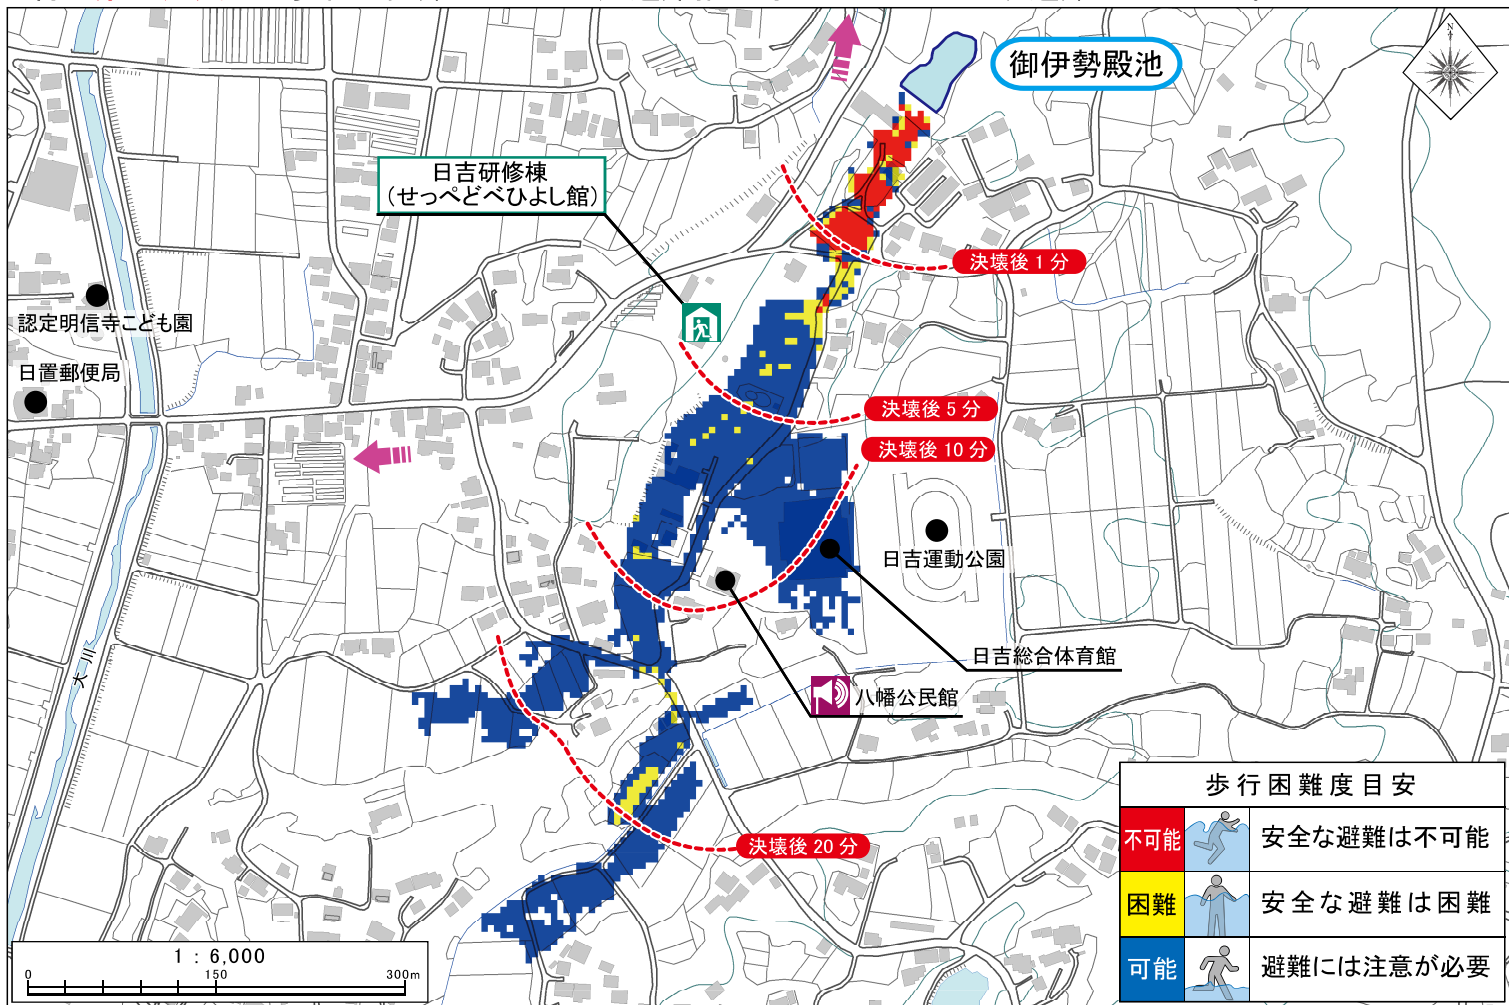 御伊勢殿池
N
日吉研修棟
(せっぺとべひよし館)
決壊後 1 分
認定明信寺こども園
日置郵便局
決壊後 5 分
決壊後 10 分
日吉運動公園
大川
日吉総合体育館
八幡公民館
決壊後 20 分
歩行困難度目安
不可能 安全な避難は不可能
困難 安全な避難は困難
可能 避難には注意が必要
1 : 6,000
0 150 300m